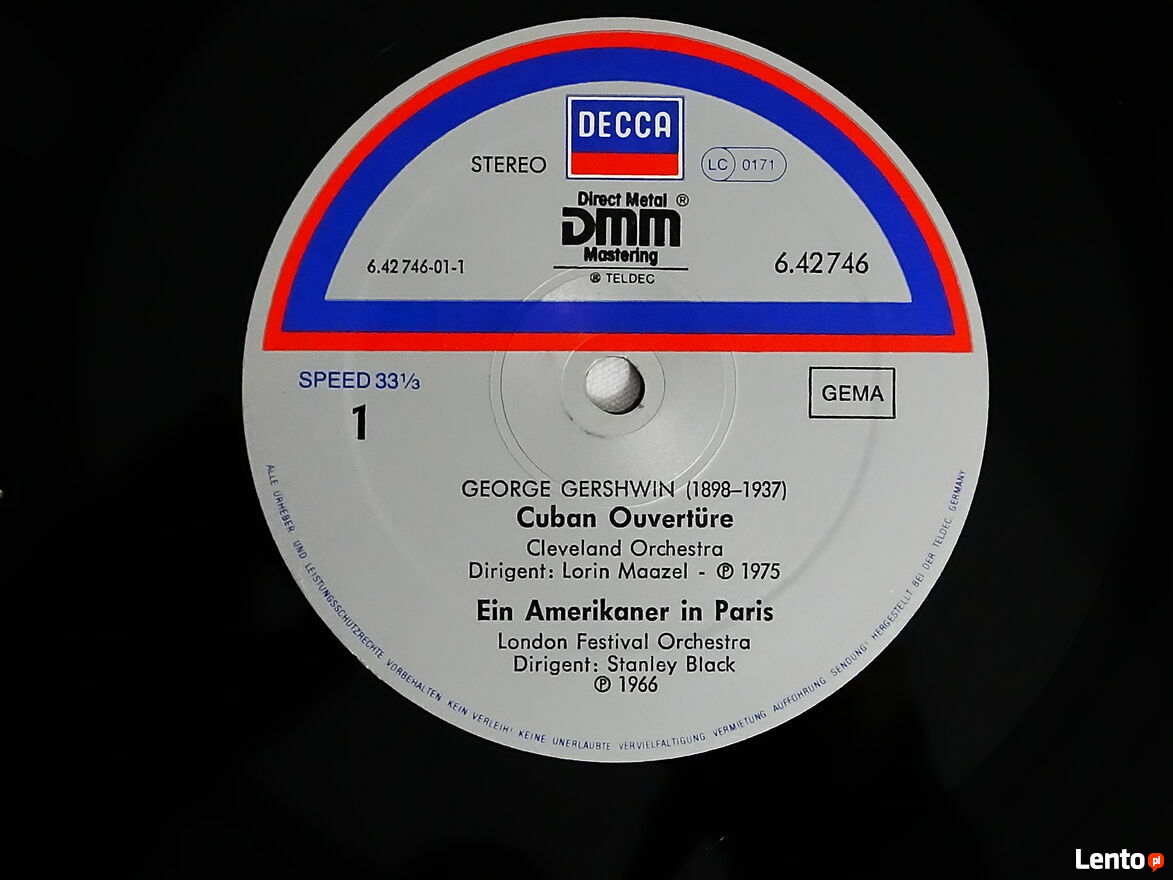 DECCA
STEREO
LC 0171
Direct Metal ®
DMM
Mastering
℗ TELDEC
6.42 746-01-1
6.42746
SPEED 33⅓
1
GEMA
GEORGE GERSHWIN (1898–1937)
Cuban Ouvertüre
Cleveland Orchestra
Dirigent: Lorin Maazel - ℗ 1975
Ein Amerikaner in Paris
London Festival Orchestra
Dirigent: Stanley Black
℗ 1966
ALLE URHEBER- UND LEISTUNGSSCHUTZRECHTE VORBEHALTEN KEIN VERLEIH! KEINE UNERLAUBTE VERVIELFÄLTIGUNG, VERMIETUNG, AUFFÜHRUNG, SENDUNG! HERGESTELLT BEI DER TELDEC GERMANY
Lento.pl